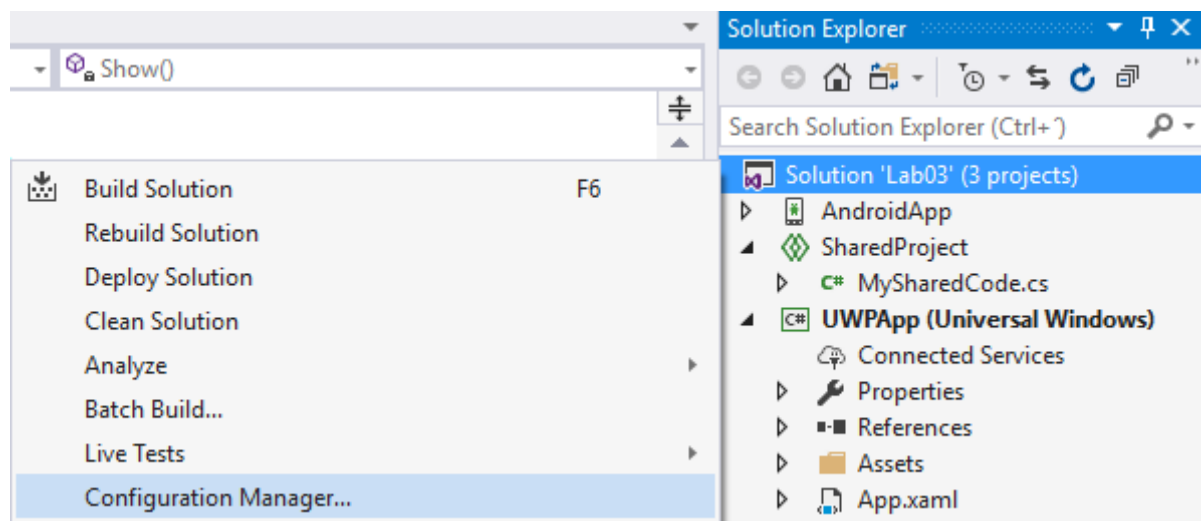 Show()
Build Solution F6
Rebuild Solution
Deploy Solution
Clean Solution
Analyze
Batch Build...
Live Tests
Configuration Manager...
Solution Explorer
Search Solution Explorer (Ctrl+´)
Solution 'Lab03' (3 projects)
AndroidApp
SharedProject
C# MySharedCode.cs
C# UWPApp (Universal Windows)
Connected Services
Properties
References
Assets
App.xaml